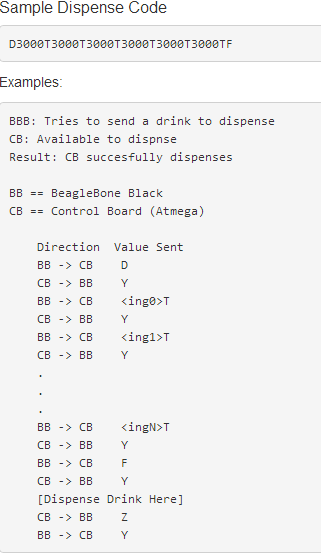 Sample Dispense Code
D3000T3000T3000T3000T3000T3000TF
Examples:
BBB: Tries to send a drink to dispense
CB: Available to dispnse
Result: CB succesfully dispenses
BB == BeagleBone Black
CB == Control Board (Atmega)
Direction  Value Sent
BB -> CB    D
CB -> BB    Y
BB -> CB    <ing0>T
CB -> BB    Y
BB -> CB    <ing1>T
CB -> BB    Y
.
.
.
BB -> CB    <ingN>T
CB -> BB    Y
BB -> CB    F
CB -> BB    Y
[Dispense Drink Here]
CB -> BB    Z
BB -> CB    Y